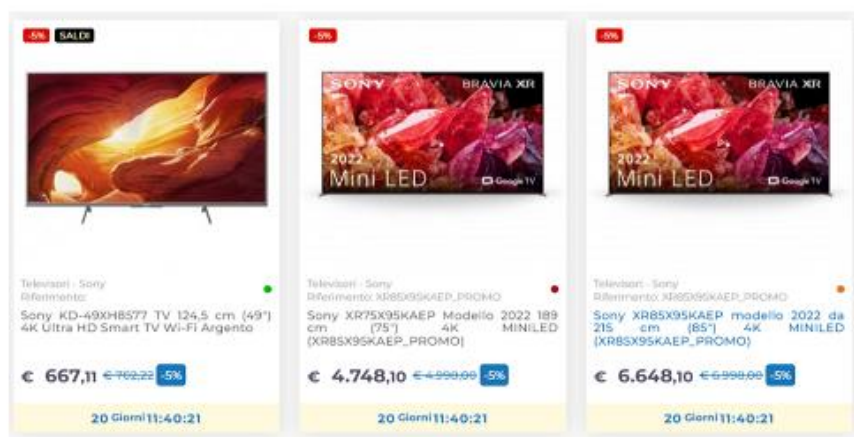 -5% SALDI
Televisori - Sony
Riferimento:
Sony KD-49XH8577 TV 124,5 cm (49")
4K Ultra HD Smart TV Wi-Fi Argento
€ 667,11 € 702,22 -5%
20 Giorni 11:40:21
-5%
SONY BRAVIA XR
2022
Mini LED Google TV
Televisori - Sony
Riferimento: XR85X95KAEP_PROMO
Sony XR75X95KAEP Modello 2022 189
cm (75") 4K MINILED
(XR85X95KAEP_PROMO)
€ 4.748,10 € 4.998,00 -5%
20 Giorni 11:40:21
-5%
SONY BRAVIA XR
2022
Mini LED Google TV
Televisori - Sony
Riferimento: XR85X95KAEP_PROMO
Sony XR85X95KAEP modello 2022 da
215 cm (85") 4K MINILED
(XR85X95KAEP_PROMO)
€ 6.648,10 € 6.998,00 -5%
20 Giorni 11:40:21